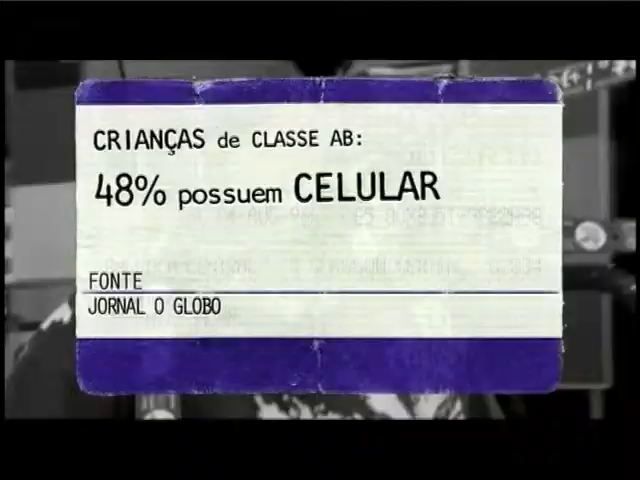 CRIANÇAS de CLASSE AB:
48% possuem CELULAR
FONTE
JORNAL O GLOBO